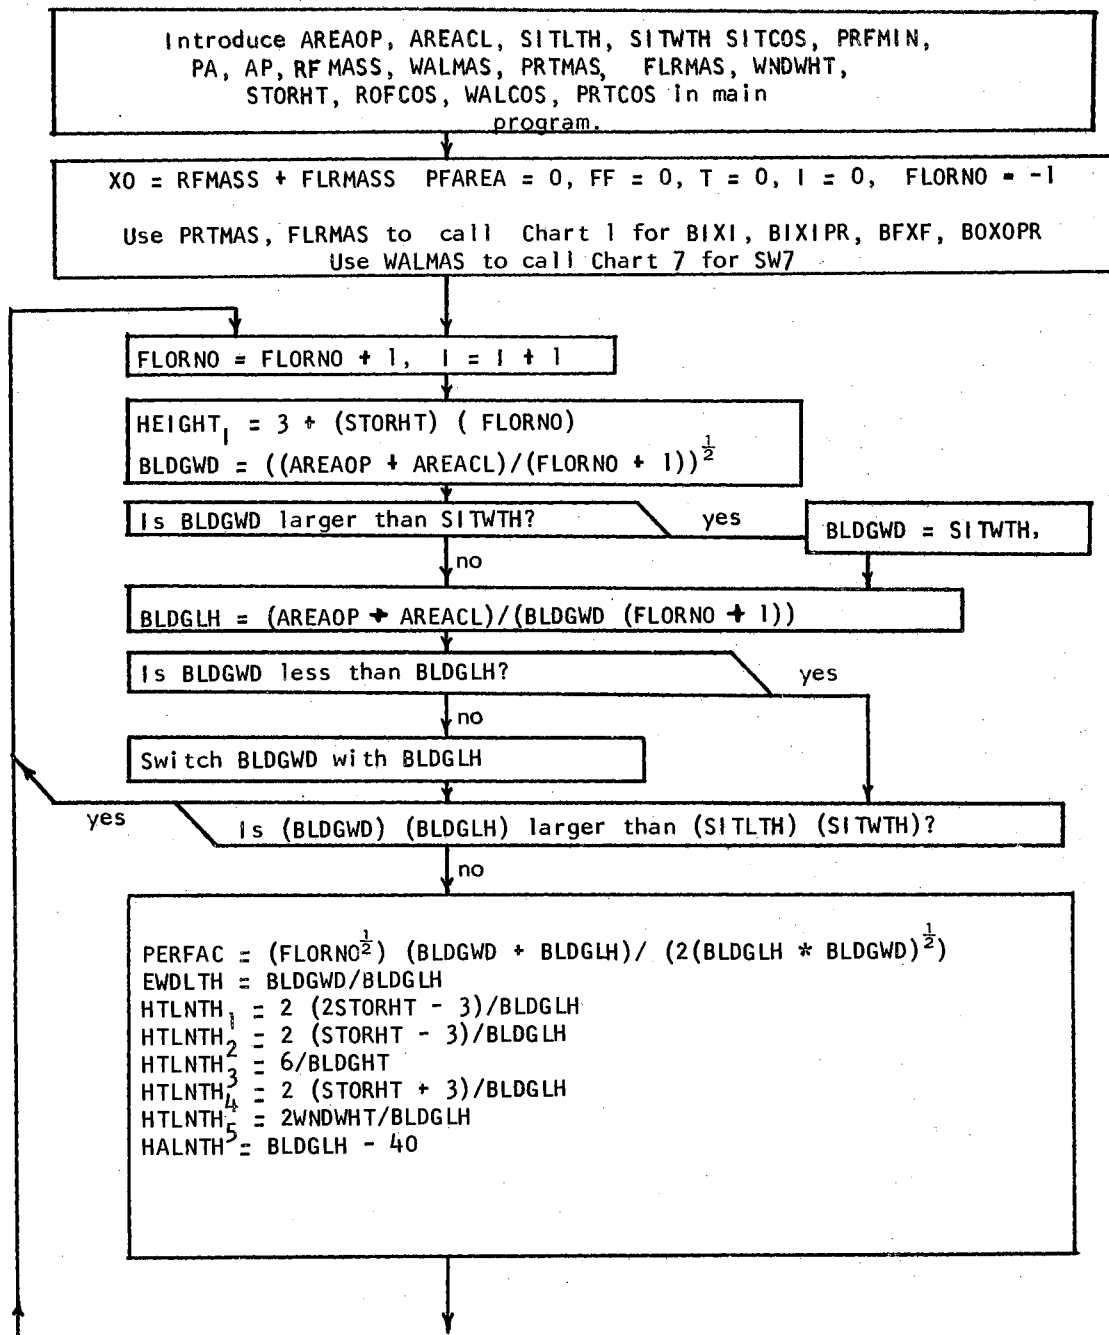 Introduce AREAOP, AREACL, SITLTH, SITWTH SITCOS, PRFMIN,
PA, AP, RFMASS, WALMAS, PRTMAS, FLRMAS, WNDWHT,
STORHT, ROFCOS, WALCOS, PRTCOS in main
program.
XO = RFMASS + FLRMASS PFAREA = 0, FF = 0, T = 0, I = 0, FLORNO = -1
Use PRTMAS, FLRMAS to call Chart 1 for BIXI, BIXIPR, BFXF, BOXOPR
Use WALMAS to call Chart 7 for SW7
FLORNO = FLORNO + 1, I = I + 1
HEIGHT_I = 3 + (STORHT) ( FLORNO)
BLDGWD = ((AREAOP + AREACL)/(FLORNO + 1))^½
Is BLDGWD larger than SITWTH?
yes
BLDGWD = SITWTH,
no
BLDGLH = (AREAOP + AREACL)/(BLDGWD (FLORNO + 1))
Is BLDGWD less than BLDGLH?
yes
no
Switch BLDGWD with BLDGLH
yes
Is (BLDGWD) (BLDGLH) larger than (SITLTH) (SITWTH)?
no
PERFAC = (FLORNO^½) (BLDGWD + BLDGLH)/ (2(BLDGLH * BLDGWD)^½)
EWDLTH = BLDGWD/BLDGLH
HTLNTH_1 = 2 (2STORHT - 3)/BLDGLH
HTLNTH_2 = 2 (STORHT - 3)/BLDGLH
HTLNTH_3 = 6/BLDGHT
HTLNTH_4 = 2 (STORHT + 3)/BLDGLH
HTLNTH_5 = 2WNDWHT/BLDGLH
HALNTH = BLDGLH - 40